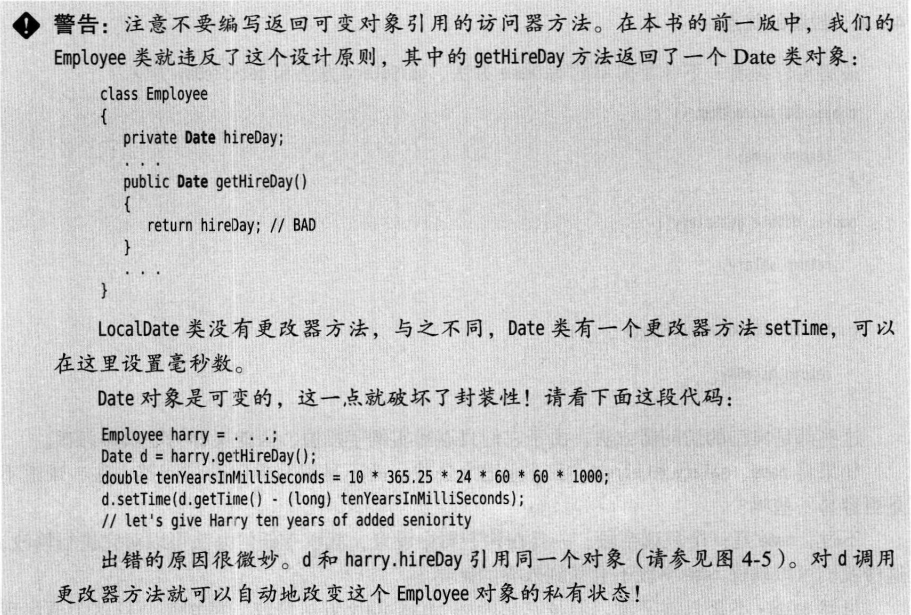 警告：注意不要编写返回可变对象引用的访问器方法。在本书的前一版中，我们的
Employee 类就违反了这个设计原则，其中的 getHireDay 方法返回了一个 Date 类对象：
class Employee
{
private Date hireDay;
. . .
public Date getHireDay()
{
return hireDay; // BAD
}
. . .
}
LocalDate 类没有更改器方法，与之不同，Date 类有一个更改器方法 setTime，可以
在这里设置毫秒数。
Date 对象是可变的，这一点就破坏了封装性！请看下面这段代码：
Employee harry = . . .;
Date d = harry.getHireDay();
double tenYearsInMilliSeconds = 10 * 365.25 * 24 * 60 * 60 * 1000;
d.setTime(d.getTime() - (long) tenYearsInMilliSeconds);
// let's give Harry ten years of added seniority
出错的原因很微妙。d 和 harry.hireDay 引用同一个对象（请参见图 4-5）。对 d 调用
更改器方法就可以自动地改变这个 Employee 对象的私有状态！